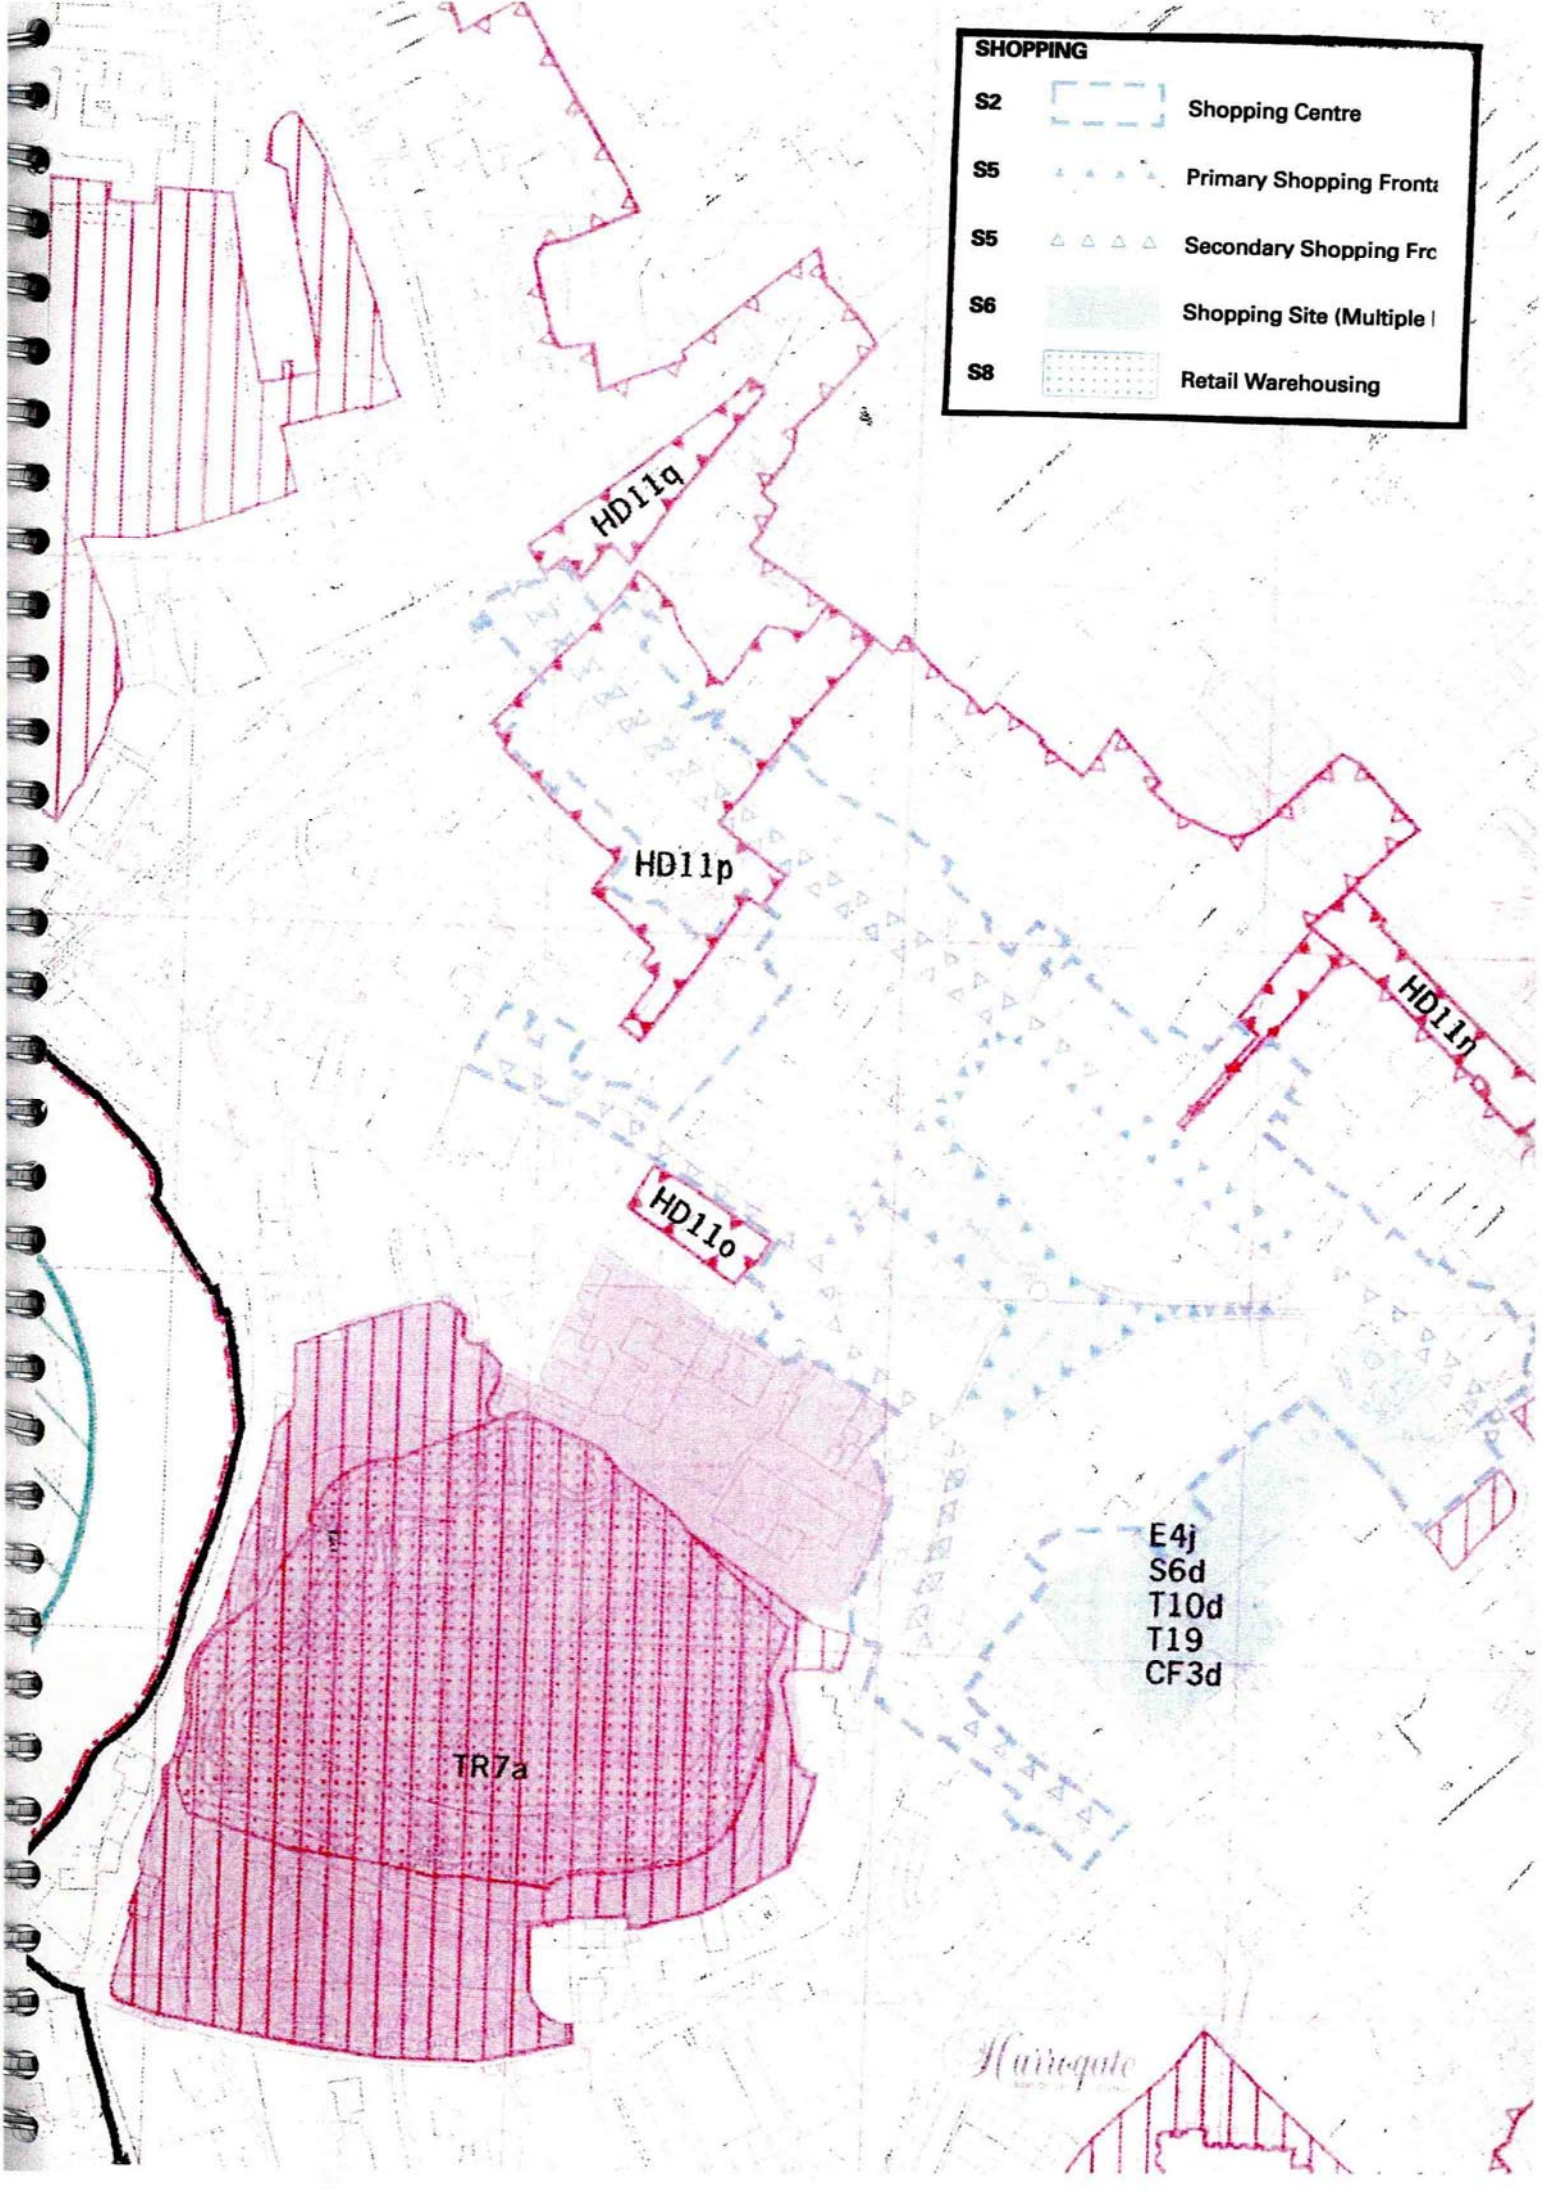 SHOPPING
S2 Shopping Centre
S5 Primary Shopping Fronta
S5 Secondary Shopping Frc
S6 Shopping Site (Multiple
S8 Retail Warehousing
HD11q
HD11p
HD11n
HD11o
E4j
S6d
T10d
T19
CF3d
TR7a
Harrogate